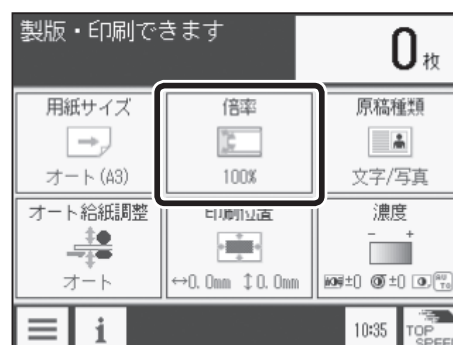 製版・印刷できます
0枚
用紙サイズ
オート(A3)
倍率
100%
原稿種類
文字/写真
オート給紙調整
オート
印刷位置
↔0.0mm ↕0.0mm
濃度
- +
±0 ±0
i
10:35
TOP
SPEED